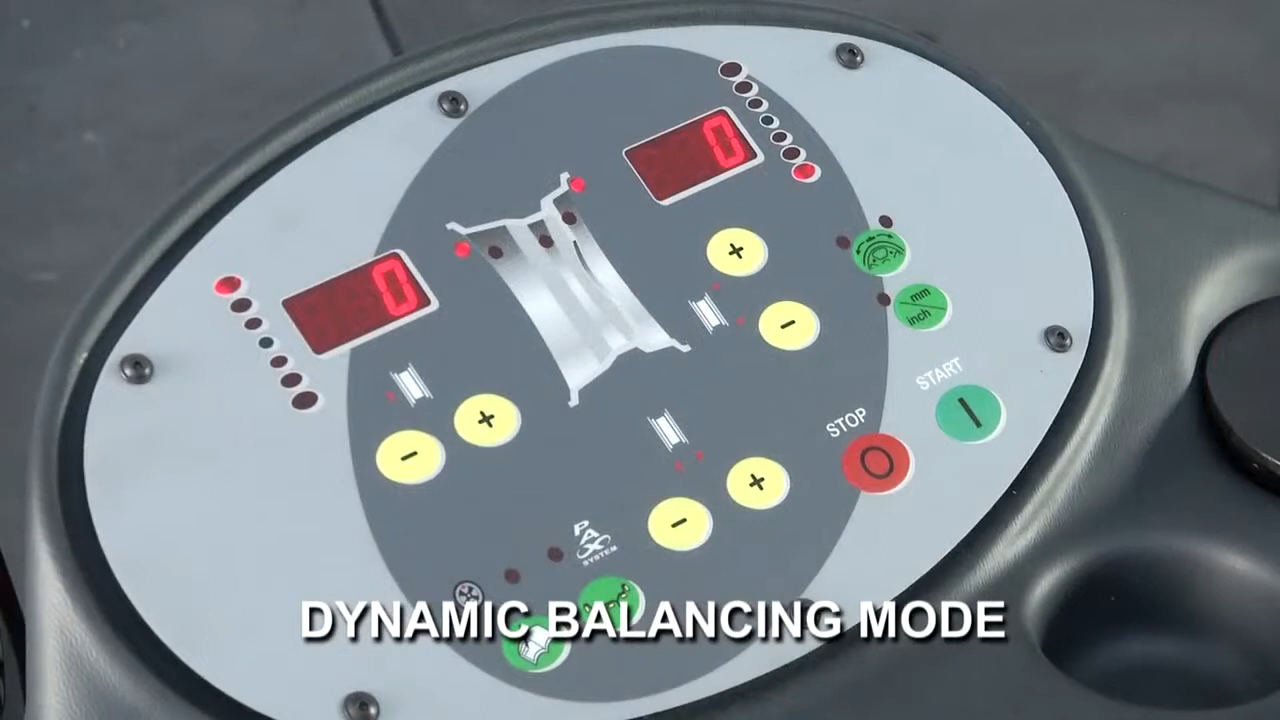 0
0
+
-
mm
inch
START
+
-
STOP
+
-
PAX
SYSTEM
DYNAMIC BALANCING MODE